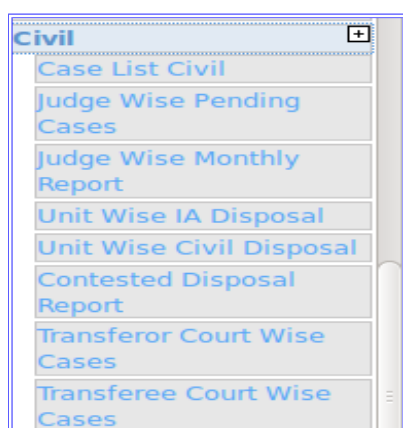 Civil
Case List Civil
Judge Wise Pending
Cases
Judge Wise Monthly
Report
Unit Wise IA Disposal
Unit Wise Civil Disposal
Contested Disposal
Report
Transferor Court Wise
Cases
Transferee Court Wise
Cases